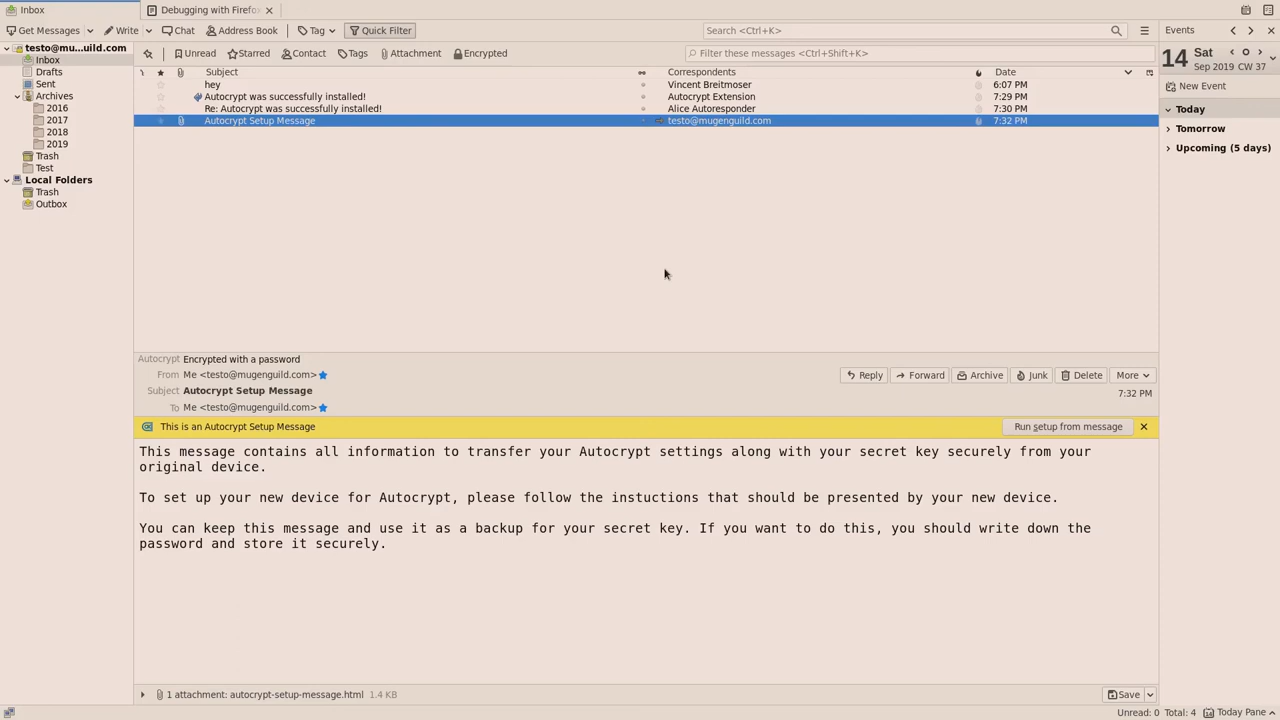 Inbox
Debugging with Firefox
Get Messages
Write
Chat
Address Book
Tag
Quick Filter
Search <Ctrl+K>
Events
testo@mu...uild.com
Inbox
Drafts
Sent
Archives
2016
2017
2018
2019
Trash
Test
Local Folders
Trash
Outbox
Unread
Starred
Contact
Tags
Attachment
Encrypted
Filter these messages <Ctrl+Shift+K>
Subject Correspondents Date
hey Vincent Breitmoser 6:07 PM
Autocrypt was successfully installed! Autocrypt Extension 7:29 PM
Re: Autocrypt was successfully installed! Alice Autoresponder 7:30 PM
Autocrypt Setup Message testo@mugenguild.com 7:32 PM
14 Sat
Sep 2019 CW 37
New Event
Today
Tomorrow
Upcoming (5 days)
Autocrypt Encrypted with a password
From Me <testo@mugenguild.com>
Reply
Forward
Archive
Junk
Delete
More
Subject Autocrypt Setup Message
7:32 PM
To Me <testo@mugenguild.com>
This is an Autocrypt Setup Message
Run setup from message
This message contains all information to transfer your Autocrypt settings along with your secret key securely from your
original device.
To set up your new device for Autocrypt, please follow the instuctions that should be presented by your new device.
You can keep this message and use it as a backup for your secret key. If you want to do this, you should write down the
password and store it securely.
1 attachment: autocrypt-setup-message.html 1.4 KB
Save
Unread: 0 Total: 4
14 Today Pane